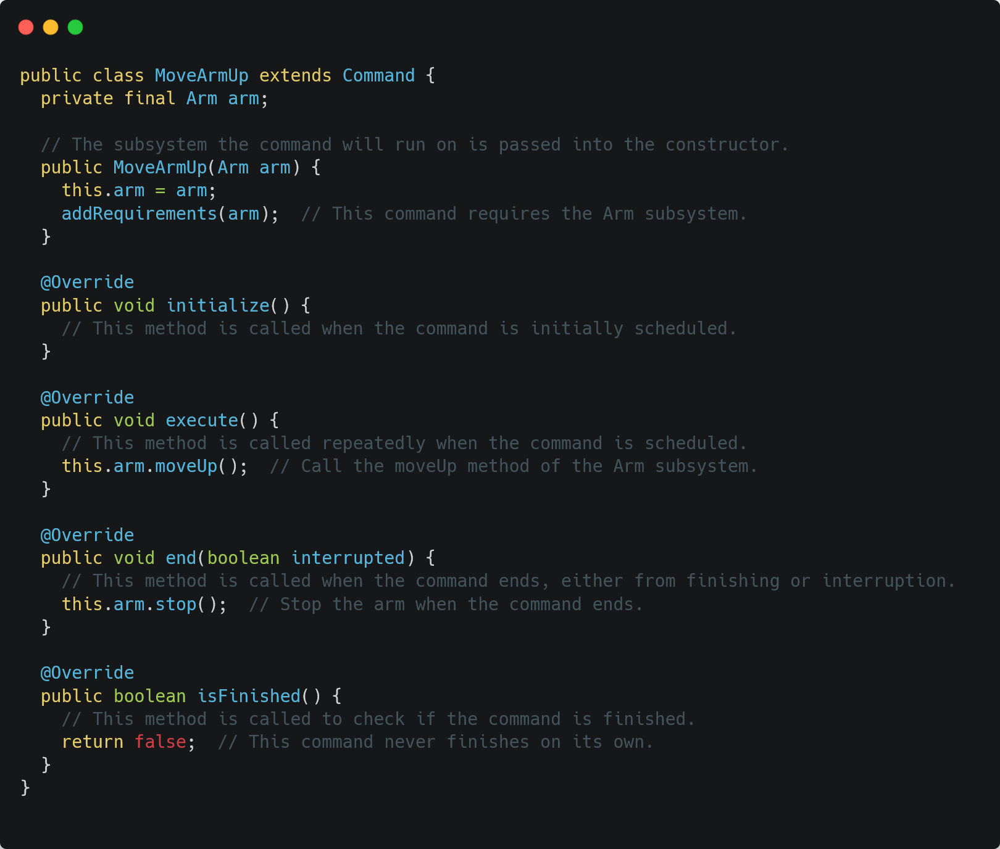 public class MoveArmUp extends Command {
  private final Arm arm;

  // The subsystem the command will run on is passed into the constructor.
  public MoveArmUp(Arm arm) {
    this.arm = arm;
    addRequirements(arm);  // This command requires the Arm subsystem.
  }

  @Override
  public void initialize() {
    // This method is called when the command is initially scheduled.
  }

  @Override
  public void execute() {
    // This method is called repeatedly when the command is scheduled.
    this.arm.moveUp();  // Call the moveUp method of the Arm subsystem.
  }

  @Override
  public void end(boolean interrupted) {
    // This method is called when the command ends, either from finishing or interruption.
    this.arm.stop();  // Stop the arm when the command ends.
  }

  @Override
  public boolean isFinished() {
    // This method is called to check if the command is finished.
    return false;  // This command never finishes on its own.
  }
}